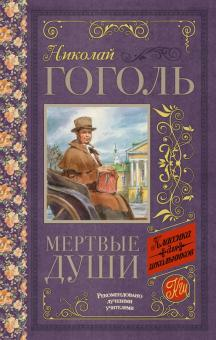 Николай
ГОГОЛЬ
МЕРТВЫЕ
ДУШИ
Классика
для
школьников
Рекомендовано
лучшими
учителями